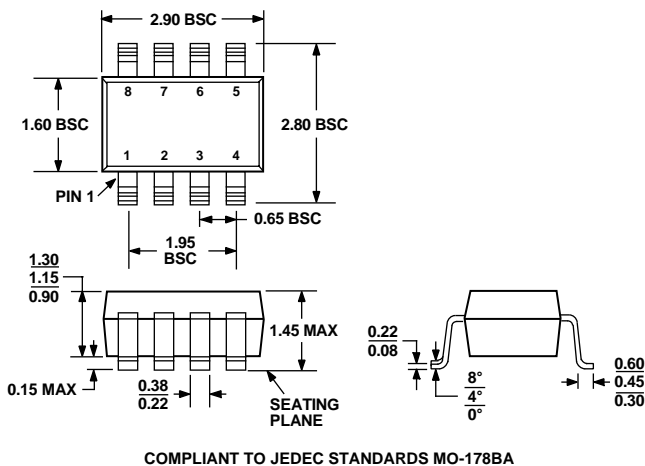 2.90 BSC
8 7 6 5
1.60 BSC
2.80 BSC
1 2 3 4
PIN 1
0.65 BSC
1.95
BSC
1.30
1.15
0.90
1.45 MAX
0.15 MAX
0.38
0.22
SEATING
PLANE
0.22
0.08
8°
4°
0°
0.60
0.45
0.30
COMPLIANT TO JEDEC STANDARDS MO-178BA